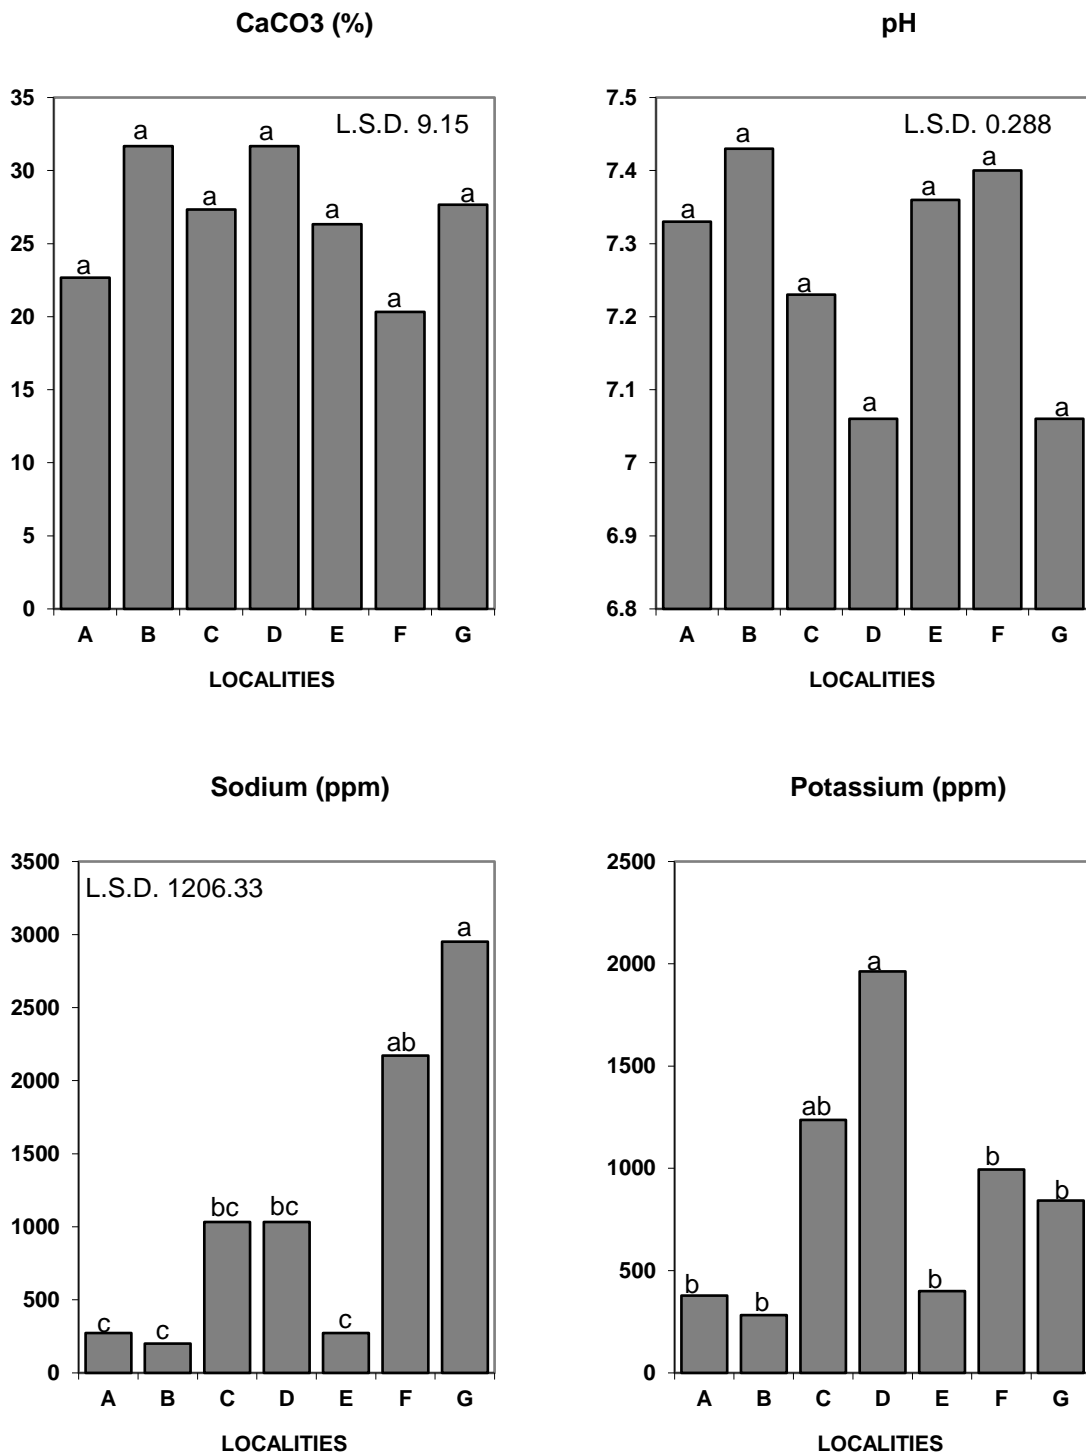 CaCO3 (%)
35
30
25
20
15
10
5
0
L.S.D. 9.15
a
a
a
a
a
a
a
A B C D E F G
LOCALITIES
pH
7.5
7.4
7.3
7.2
7.1
7
6.9
6.8
L.S.D. 0.288
a
a
a
a
a
a
a
A B C D E F G
LOCALITIES
Sodium (ppm)
3500
3000
2500
2000
1500
1000
500
0
L.S.D. 1206.33
c
c
bc
bc
c
ab
a
A B C D E F G
LOCALITIES
Potassium (ppm)
2500
2000
1500
1000
500
0
b
b
ab
a
b
b
b
A B C D E F G
LOCALITIES